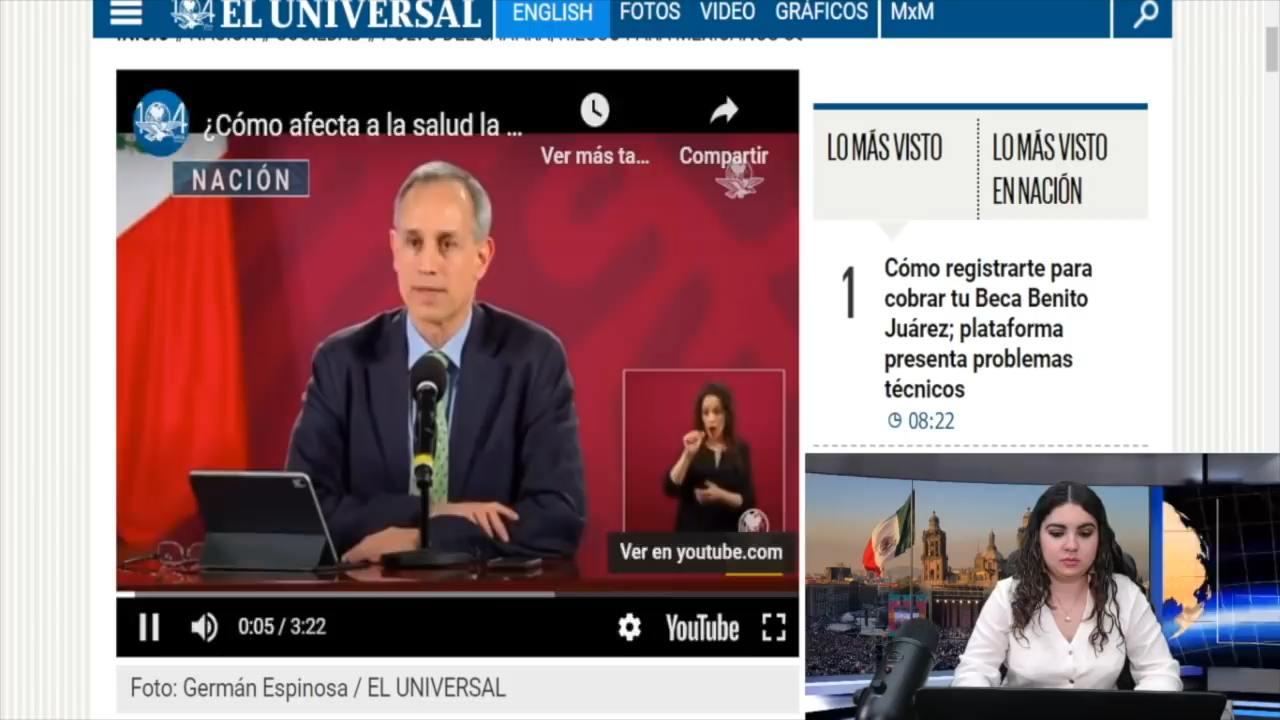 EL UNIVERSAL
ENGLISH
FOTOS
VIDEO
GRÁFICOS
MxM
104
¿Cómo afecta a la salud la ...
Ver más ta...
Compartir
NACIÓN
Ver en youtube.com
0:05 / 3:22
YouTube
Foto: Germán Espinosa / EL UNIVERSAL
LO MÁS VISTO
LO MÁS VISTO
EN NACIÓN
1
Cómo registrarte para
cobrar tu Beca Benito
Juárez; plataforma
presenta problemas
técnicos
08:22